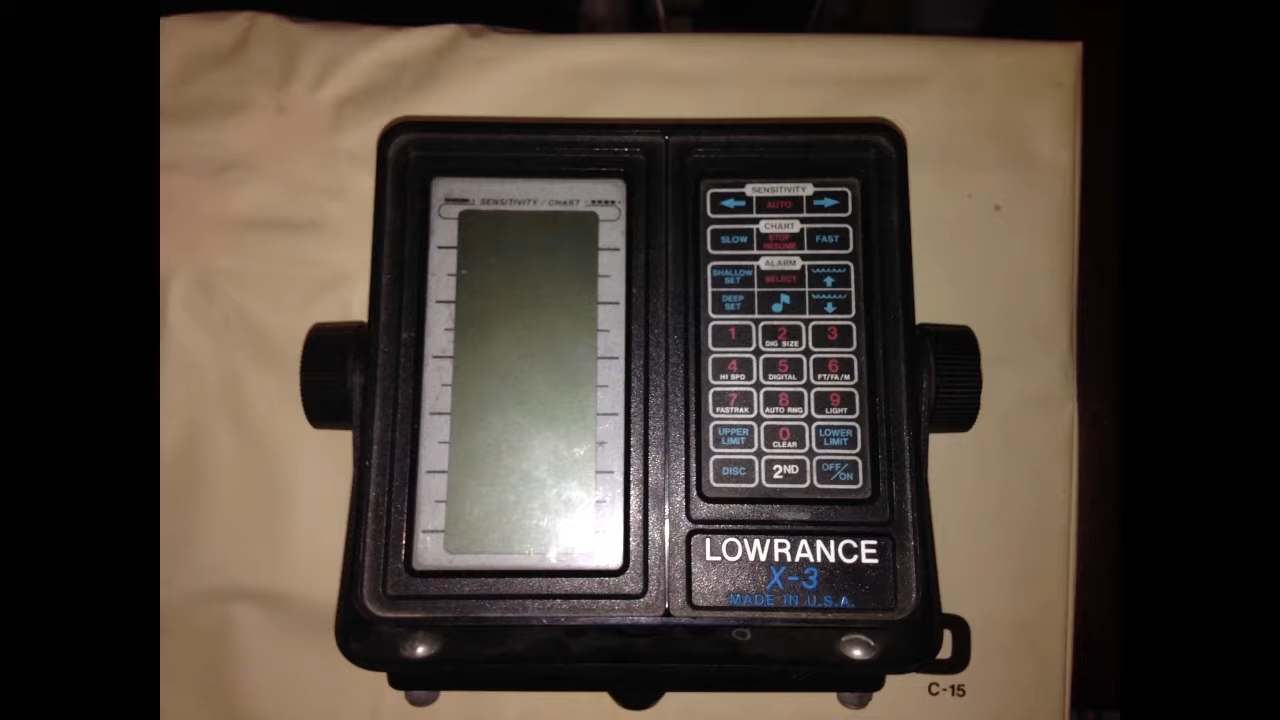 SENSITIVITY / CHART
SENSITIVITY
AUTO
CHART
SLOW STOP RESUME FAST
ALARM
SHALLOW SET SELECT
DEEP SET
1 2 3
DIG SIZE
4 5 6
HI SPD DIGITAL FT/FA/M
7 8 9
FASTRAK AUTO RNG LIGHT
UPPER LIMIT 0 CLEAR LOWER LIMIT
DISC 2ND OFF/ON
LOWRANCE
X-3
MADE IN U.S.A.
C-15